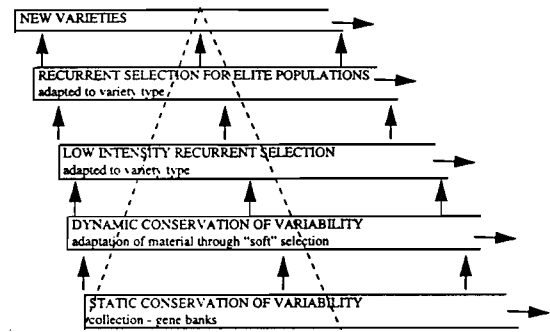 NEW VARIETIES
RECURRENT SELECTION FOR ELITE POPULATIONS
adapted to variety type
LOW INTENSITY RECURRENT SELECTION
adapted to variety type
DYNAMIC CONSERVATION OF VARIABILITY
adaptation of material through "soft" selection
STATIC CONSERVATION OF VARIABILITY
collection - gene banks